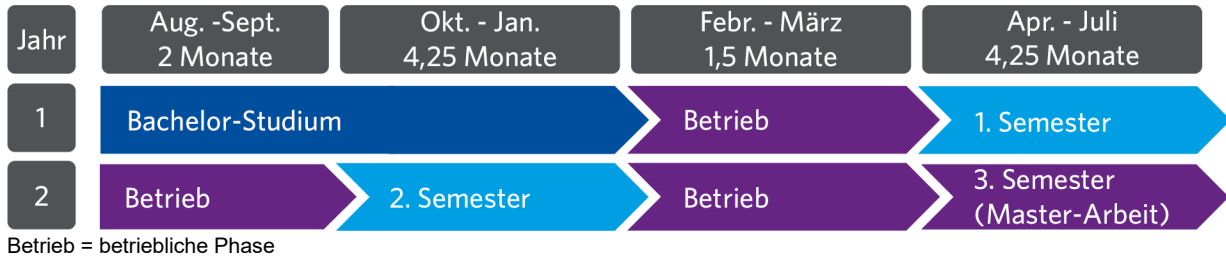 Jahr
Aug. -Sept.
2 Monate
Okt. - Jan.
4,25 Monate
Febr. - März
1,5 Monate
Apr. - Juli
4,25 Monate
1
Bachelor-Studium
Betrieb
1. Semester
2
Betrieb
2. Semester
Betrieb
3. Semester
(Master-Arbeit)
Betrieb = betriebliche Phase